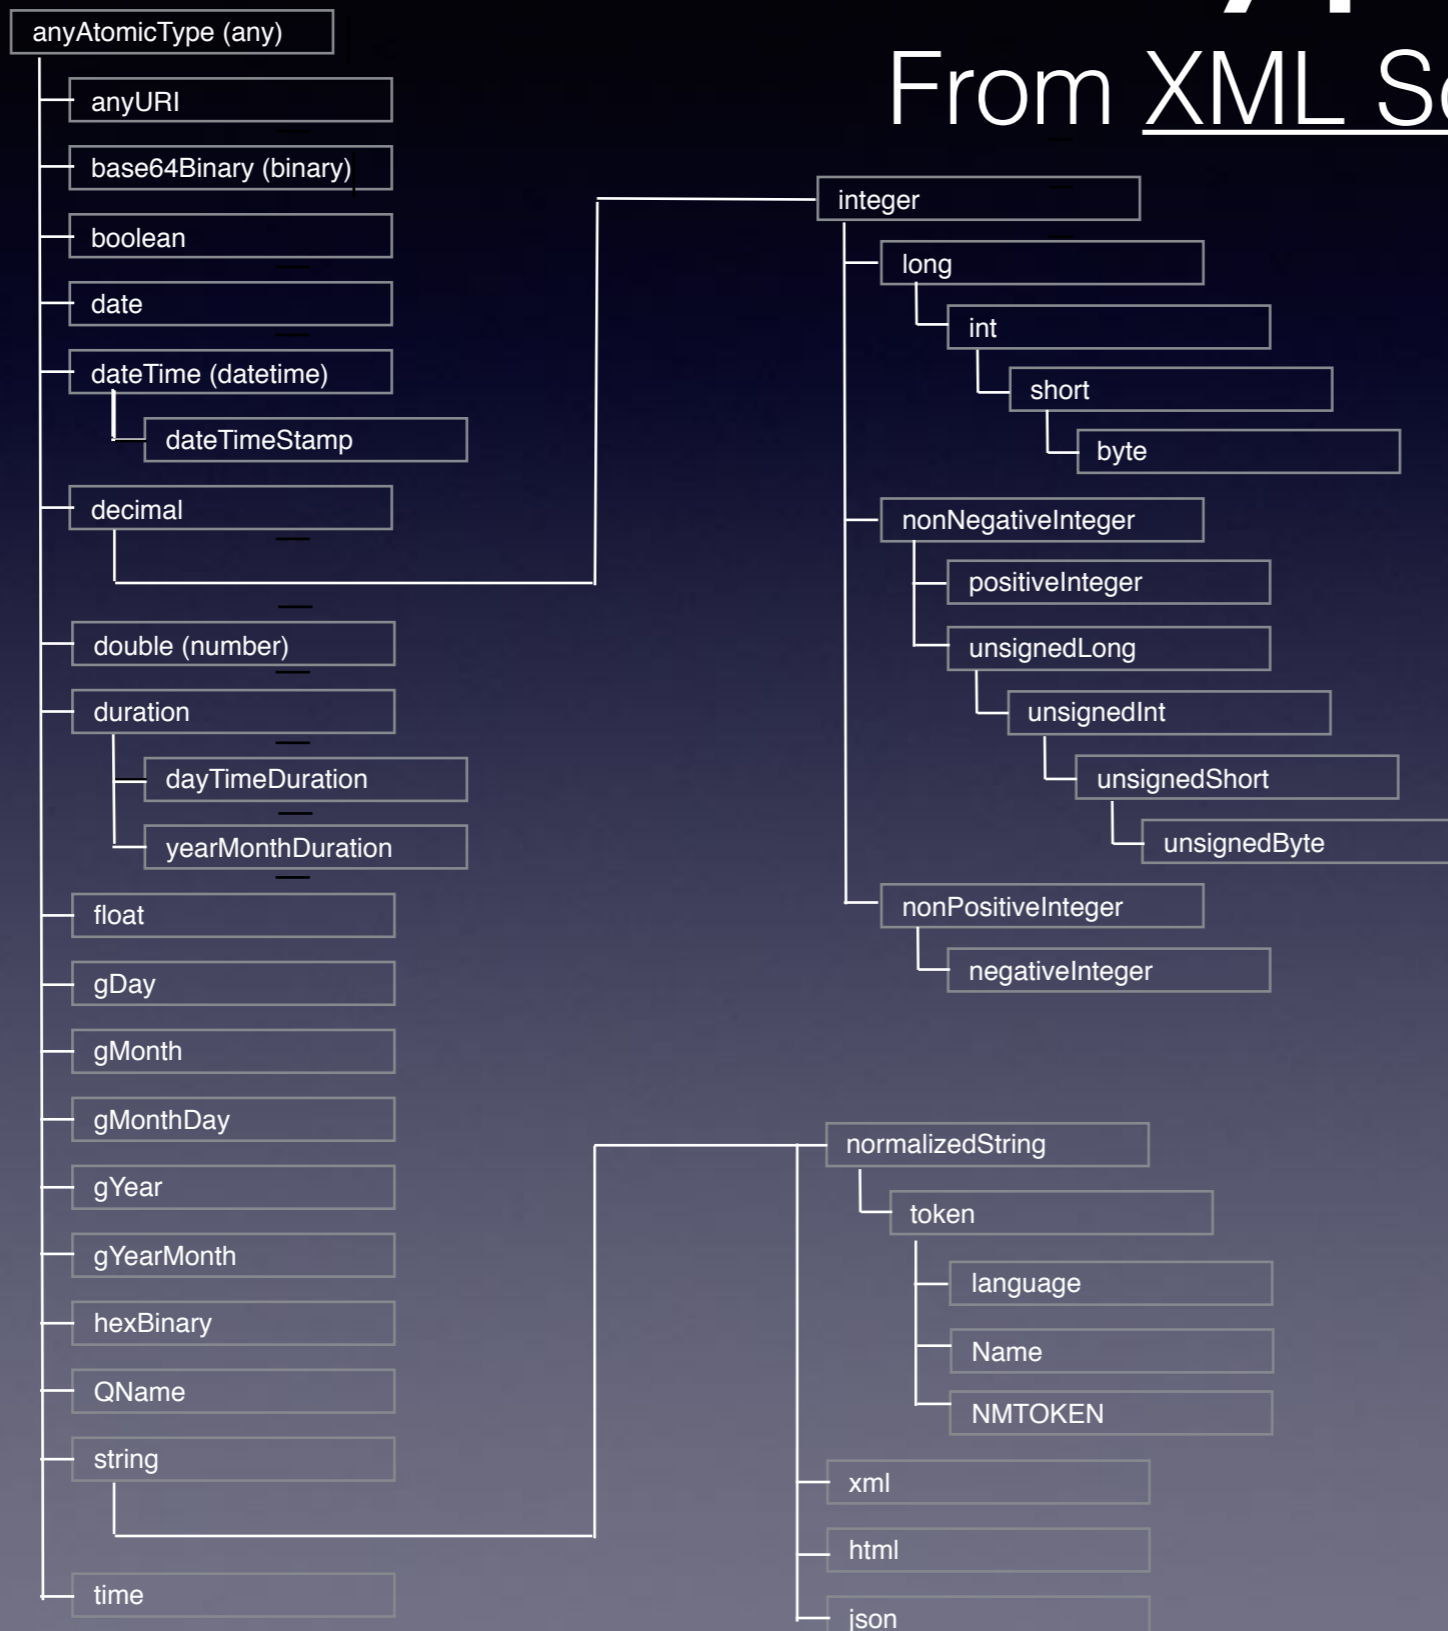 From XML S
anyAtomicType (any)
anyURI
base64Binary (binary)
boolean
date
dateTime (datetime)
dateTimeStamp
decimal
double (number)
duration
dayTimeDuration
yearMonthDuration
float
gDay
gMonth
gMonthDay
gYear
gYearMonth
hexBinary
QName
string
time
integer
long
int
short
byte
nonNegativeInteger
positiveInteger
unsignedLong
unsignedInt
unsignedShort
unsignedByte
nonPositiveInteger
negativeInteger
normalizedString
token
language
Name
NMTOKEN
xml
html
json